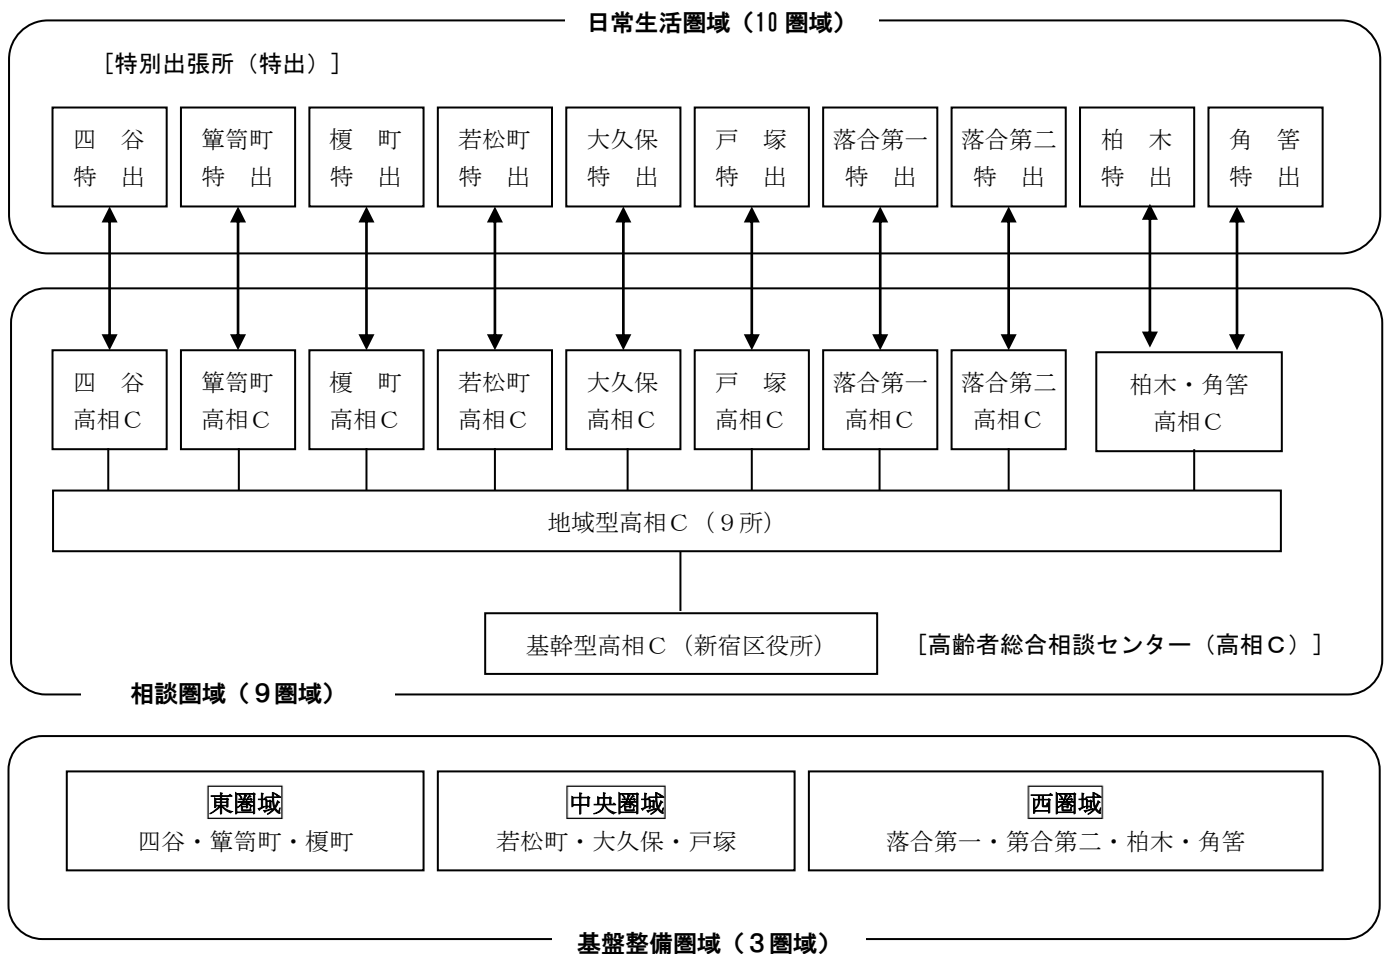 日常生活圏域（10 圏域）
［特別出張所（特出）］
四　谷
特　出
簞笥町
特　出
榎　町
特　出
若松町
特　出
大久保
特　出
戸　塚
特　出
落合第一
特　出
落合第二
特　出
柏　木
特　出
角　筈
特　出
四　谷
高相Ｃ
簞笥町
高相Ｃ
榎　町
高相Ｃ
若松町
高相Ｃ
大久保
高相Ｃ
戸　塚
高相Ｃ
落合第一
高相Ｃ
落合第二
高相Ｃ
柏木・角筈
高相Ｃ
地域型高相Ｃ（９所）
基幹型高相Ｃ（新宿区役所）
［高齢者総合相談センター（高相Ｃ）］
相談圏域（９圏域）
東圏域
四谷・簞笥町・榎町
中央圏域
若松町・大久保・戸塚
西圏域
落合第一・第合第二・柏木・角筈
基盤整備圏域（３圏域）